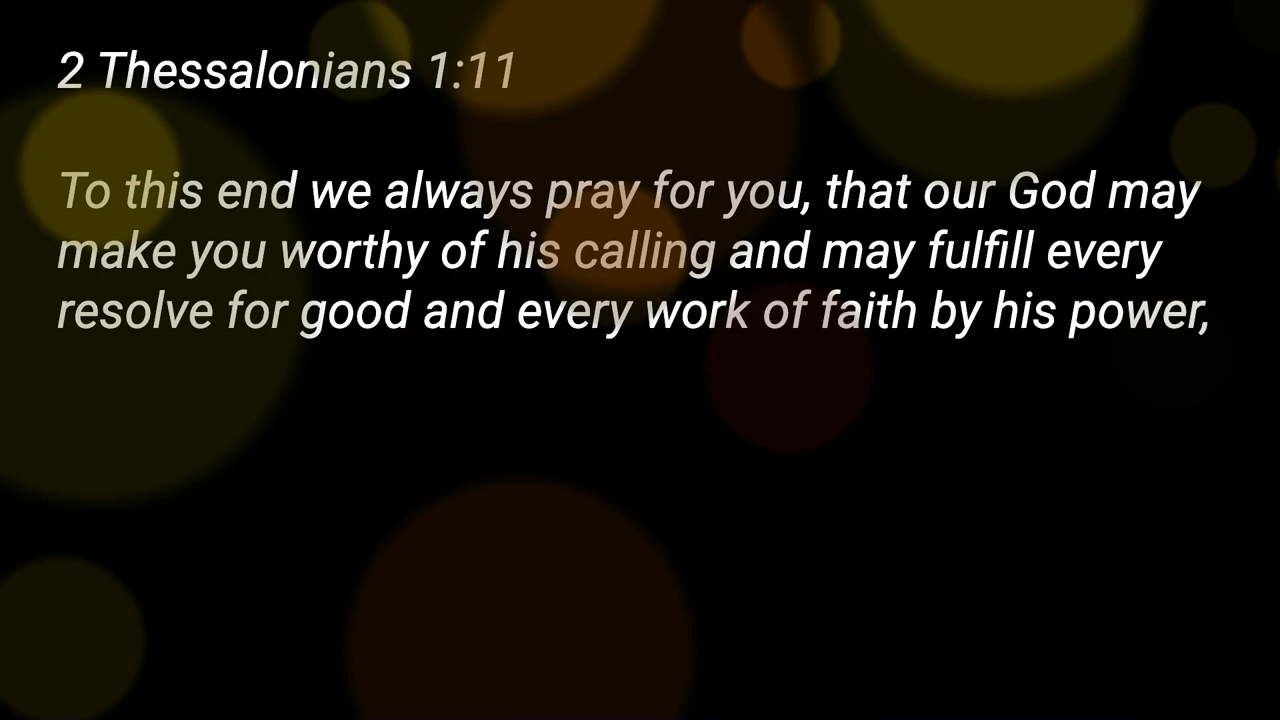 2 Thessalonians 1:11
To this end we always pray for you, that our God may
make you worthy of his calling and may fulfill every
resolve for good and every work of faith by his power,